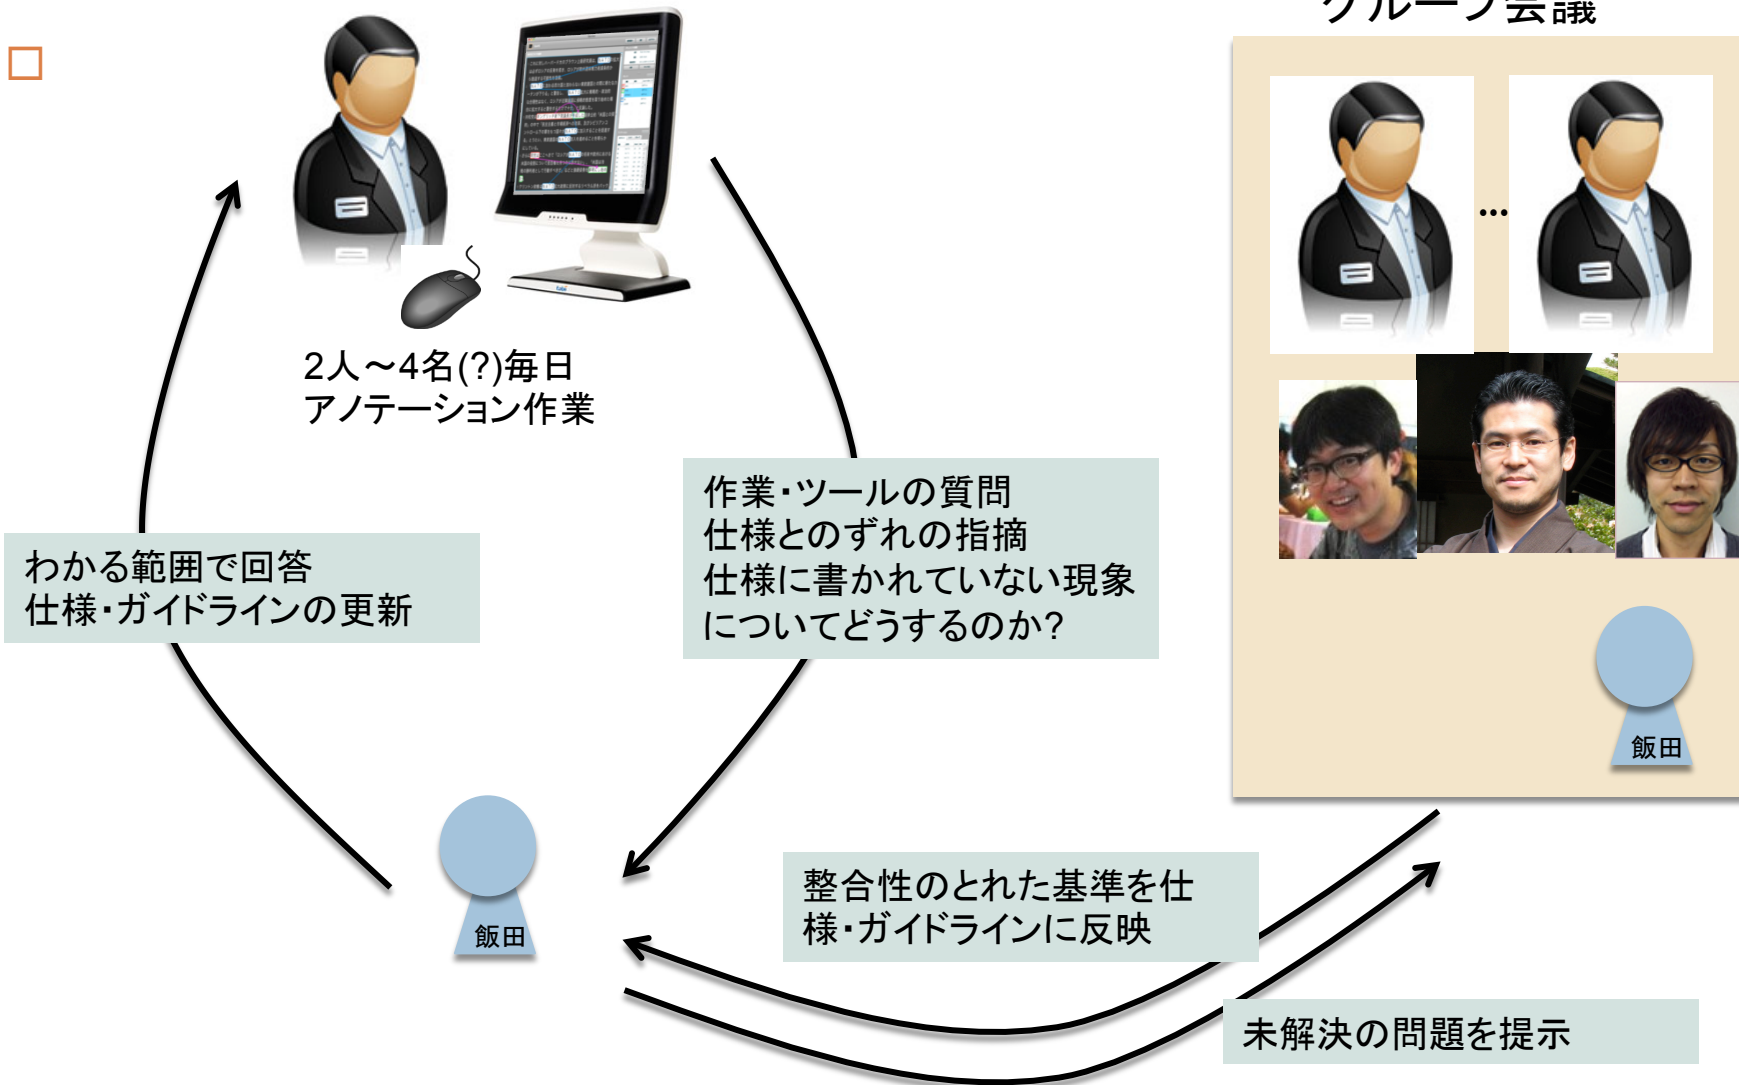 グループ会議
...
2人～4名(?)毎日
アノテーション作業
作業・ツールの質問
仕様とのずれの指摘
仕様に書かれていない現象
についてどうするのか?
わかる範囲で回答
仕様・ガイドラインの更新
飯田
飯田
整合性のとれた基準を仕
様・ガイドラインに反映
未解決の問題を提示